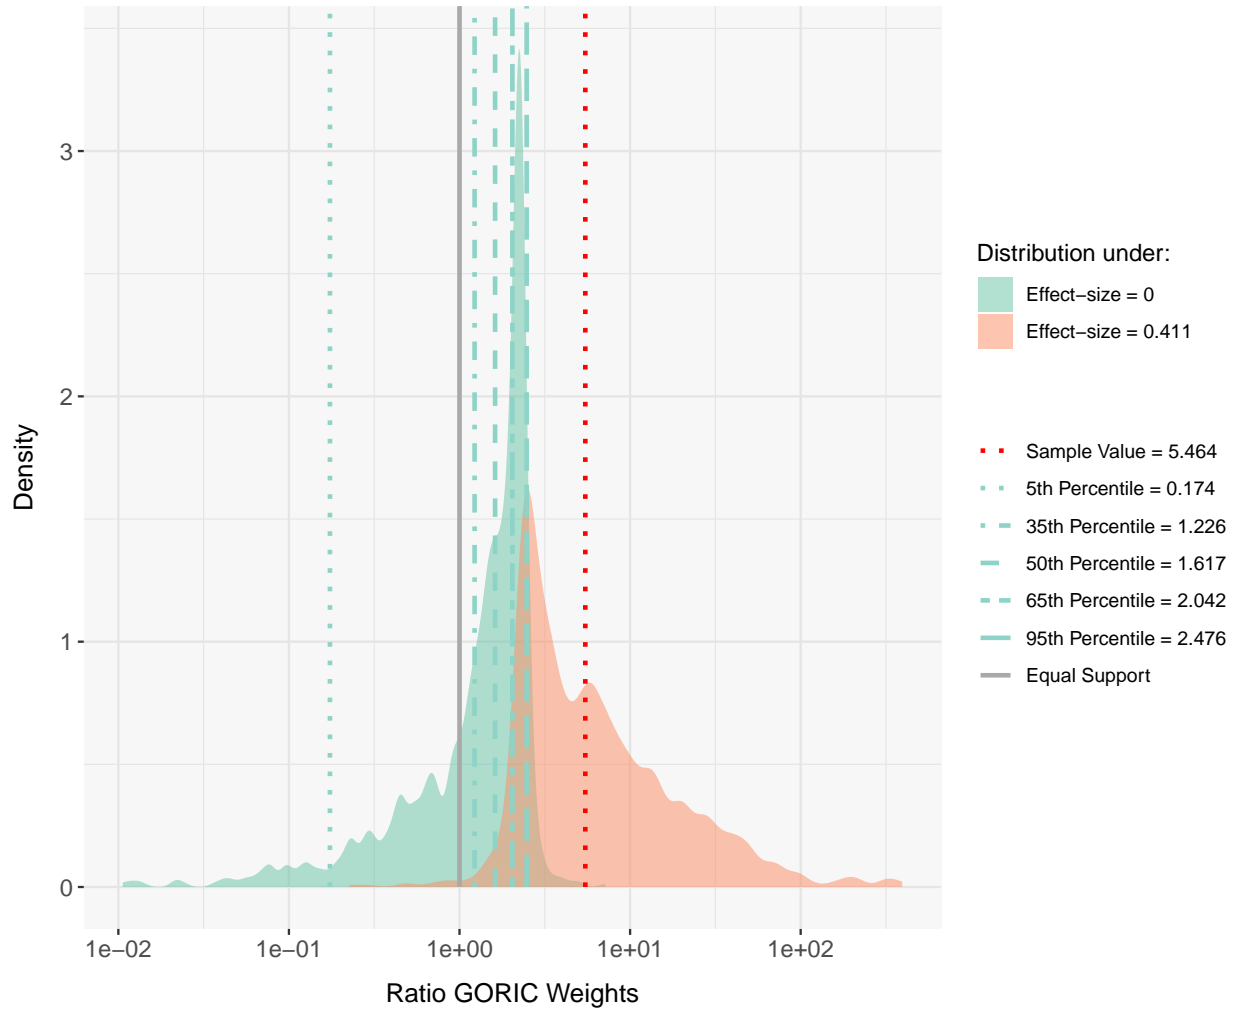 3
2
1
0
Density
1e−02
1e−01
1e+00
1e+01
1e+02
Ratio GORIC Weights
Distribution under:
Effect−size = 0
Effect−size = 0.411
Sample Value = 5.464
5th Percentile = 0.174
35th Percentile = 1.226
50th Percentile = 1.617
65th Percentile = 2.042
95th Percentile = 2.476
Equal Support